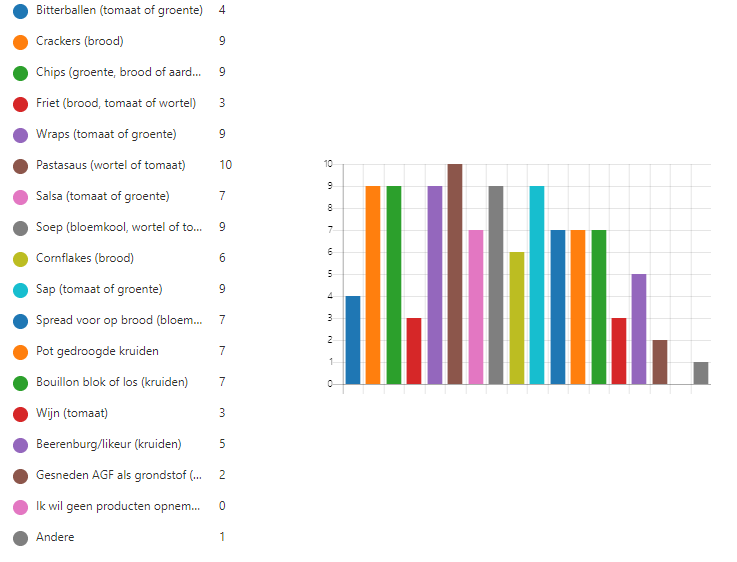 Bitterballen (tomaat of groente) 4
Crackers (brood) 9
Chips (groente, brood of aard... 9
Friet (brood, tomaat of wortel) 3
Wraps (tomaat of groente) 9
Pastasaus (wortel of tomaat) 10
Salsa (tomaat of groente) 7
Soep (bloemkool, wortel of to... 9
Cornflakes (brood) 6
Sap (tomaat of groente) 9
Spread voor op brood (bloem... 7
Pot gedroogde kruiden 7
Bouillon blok of los (kruiden) 7
Wijn (tomaat) 3
Beerenburg/likeur (kruiden) 5
Gesneden AGF als grondstof (... 2
Ik wil geen producten opnem... 0
Andere 1
10
9
8
7
6
5
4
3
2
1
0